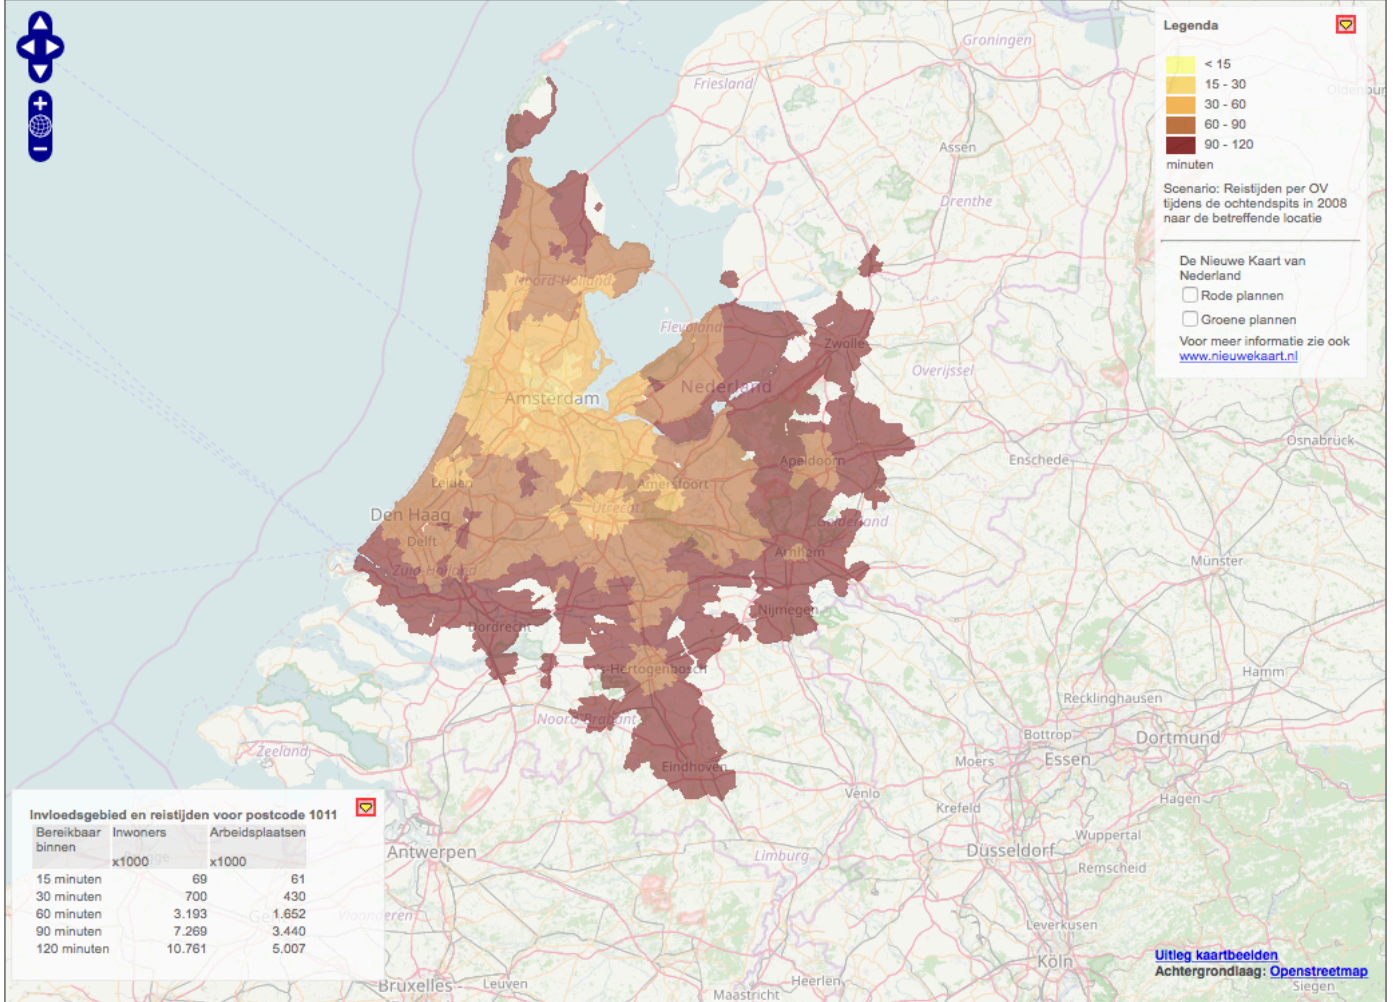 Groningen
Friesland
Assen
Drenthe
Noord-Holland
Flevoland
Zwolle
Nederland
Overijssel
Amsterdam
Osnabrück
Enschede
Apeldoorn
Leiden
Amersfoort
Utrecht
Den Haag
Gelderland
Delft
Arnhem
Münster
Zuid-Holland
Nijmegen
Dordrecht
's-Hertogenbosch
Hamm
Recklinghausen
Noord-Brabant
Zeeland
Bottrop
Dortmund
Moers
Essen
Eindhoven
Venlo
Krefeld
Hagen
Wuppertal
Antwerpen
Limburg
Düsseldorf
Remscheid
Vlaanderen
Leverkusen
Köln
Bruxelles
Leuven
Maastricht
Heerlen
Siegen
Legenda
< 15
15 - 30
30 - 60
60 - 90
90 - 120
minuten
Scenario: Reistijden per OV
tijdens de ochtendspits in 2008
naar de betreffende locatie
De Nieuwe Kaart van
Nederland
Rode plannen
Groene plannen
Voor meer informatie zie ook
www.nieuwekaart.nl
Invloedsgebied en reistijden voor postcode 1011
Bereikbaar binnen Inwoners x1000 Arbeidsplaatsen x1000
15 minuten 69 61
30 minuten 700 430
60 minuten 3.193 1.652
90 minuten 7.269 3.440
120 minuten 10.761 5.007
Uitleg kaartbeelden
Achtergrondlaag: Openstreetmap